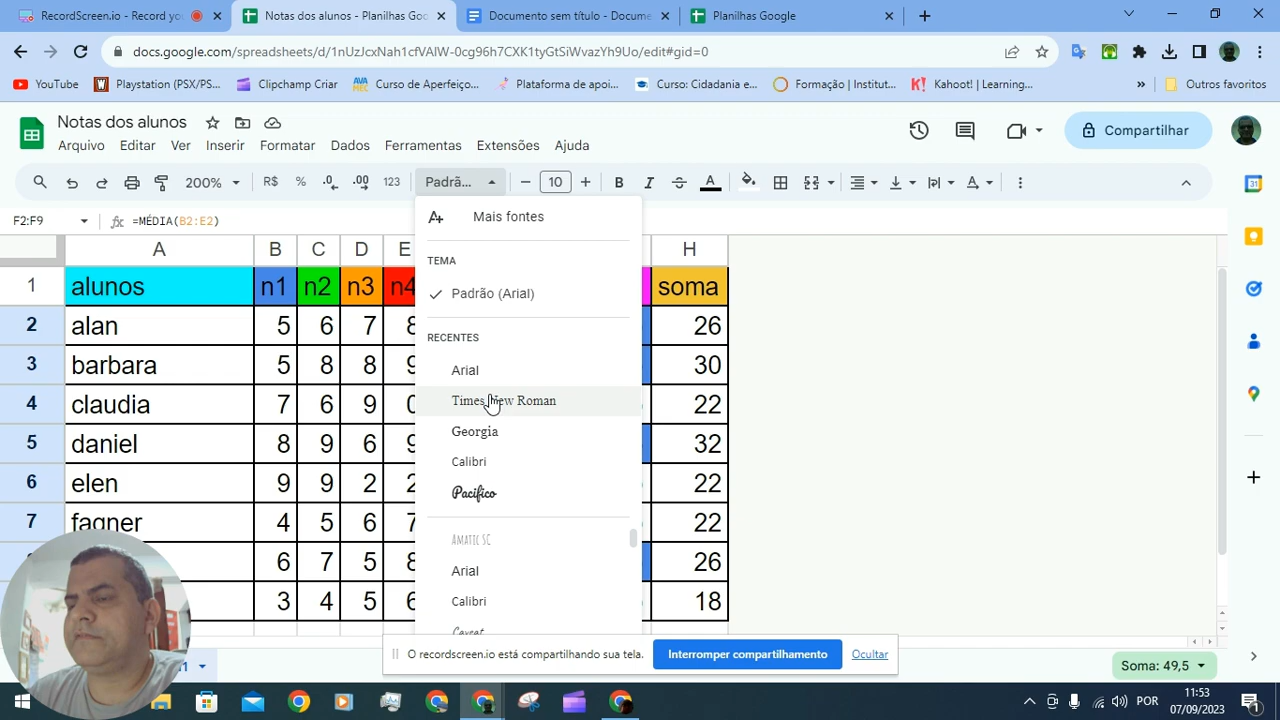 RecordScreen.io - Record yo
Notas dos alunos - Planilhas Goo
Documento sem título - Docume
Planilhas Google
docs.google.com/spreadsheets/d/1nUzJcxNah1cfVAlW-0cg96h7CXK1tyGtSiWvazYh9Uo/edit#gid=0
YouTube
Playstation (PSX/PS...
Clipchamp Criar
AVA Curso de Aperfeiço...
Plataforma de apoi...
Curso: Cidadania e...
Formação | Institut...
K! Kahoot! | Learning...
»
Outros favoritos
Notas dos alunos
Arquivo Editar Ver Inserir Formatar Dados Ferramentas Extensões Ajuda
Compartilhar
200% R$ % .0 .00 123 Padrã... − 10 + B I A
F2:F9 fx =MÉDIA(B2:E2)
A B C D E H
1 alunos n1 n2 n3 n4 soma
2 alan 5 6 7 8 26
3 barbara 5 8 8 9 30
4 claudia 7 6 9 0 22
5 daniel 8 9 6 9 32
6 elen 9 9 2 2 22
7 fagner 4 5 6 7 22
6 7 5 8 26
3 4 5 6 18
Mais fontes
TEMA
Padrão (Arial)
RECENTES
Arial
Times New Roman
Georgia
Calibri
Pacifico
AMATIC SC
Arial
Calibri
Caveat
O recordscreen.io está compartilhando sua tela. Interromper compartilhamento Ocultar
Soma: 49,5
POR
11:53
07/09/2023
1